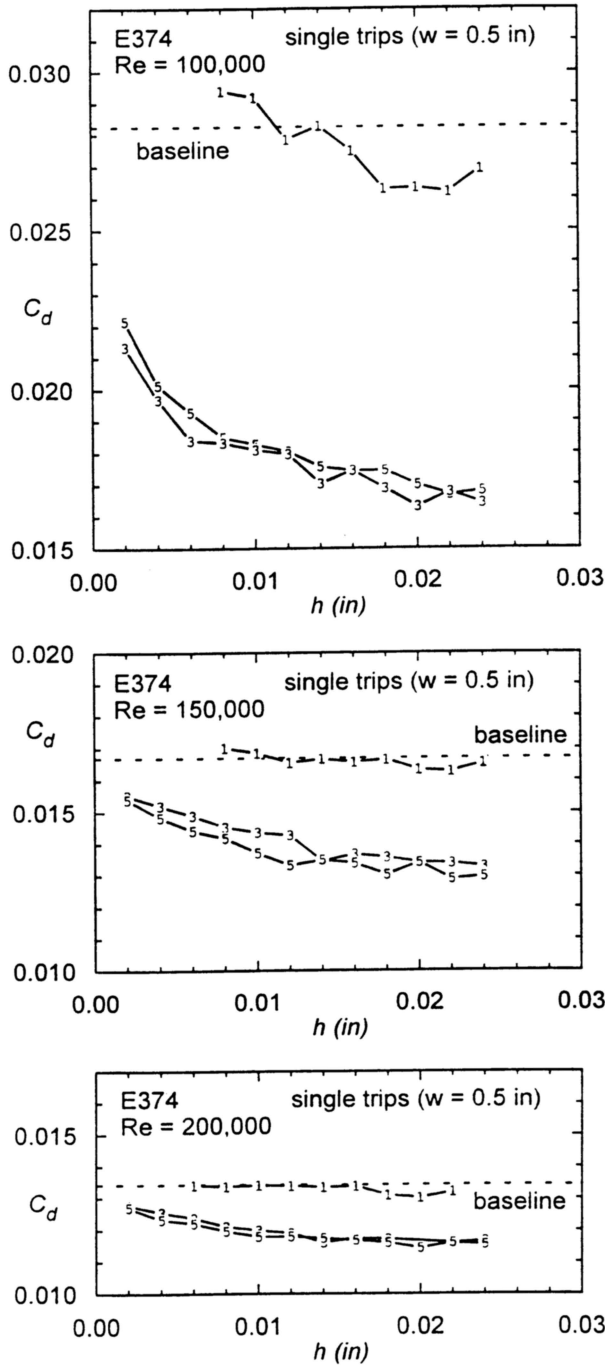 E374 single trips (w = 0.5 in)
Re = 100,000
0.030
baseline
0.025
C_d
0.020
0.015
0.00 0.01 0.02 0.03
h (in)
0.020
E374 single trips (w = 0.5 in)
Re = 150,000
C_d
baseline
0.015
0.010
0.00 0.01 0.02 0.03
h (in)
E374 single trips (w = 0.5 in)
Re = 200,000
0.015
C_d
baseline
0.010
0.00 0.01 0.02 0.03
h (in)